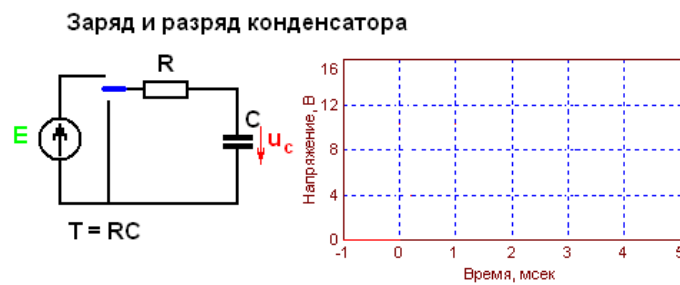 Заряд и разряд конденсатора
R
E
C
u_c
T = RC
Напряжение, В
16
12
8
4
0
-1 0 1 2 3 4 5
Время, мсек